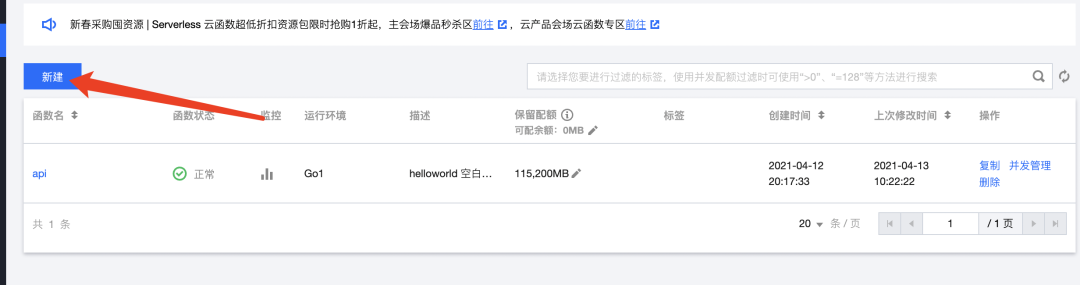 新春采购囤资源 | Serverless 云函数超低折扣资源包限时抢购1折起，主会场爆品秒杀区前往 ，云产品会场云函数专区前往
新建
请选择您要进行过滤的标签，使用并发配额过滤时可使用“>0”、“=128”等方法进行搜索
函数名 函数状态 监控 运行环境 描述 保留配额 标签 创建时间 上次修改时间 操作
可配余额：0MB
api 正常 Go1 helloworld 空白... 115,200MB 2021-04-12 2021-04-13 复制 并发管理
20:17:33 10:22:22 删除
共 1 条 20 条 / 页 1 / 1 页